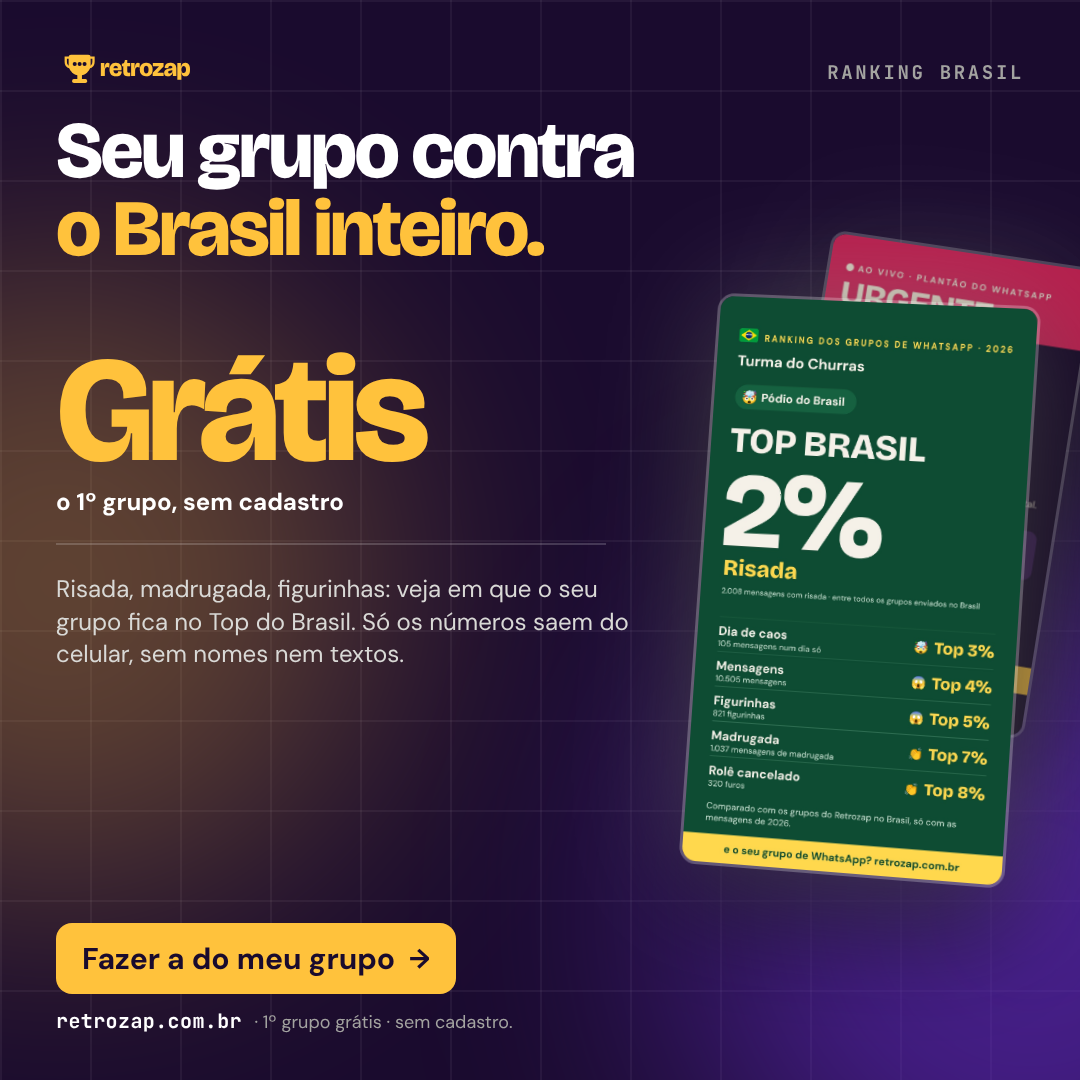 retrozap
RANKING BRASIL
Seu grupo contra
o Brasil inteiro.
Grátis
o 1º grupo, sem cadastro
Risada, madrugada, figurinhas: veja em que o seu
grupo fica no Top do Brasil. Só os números saem do
celular, sem nomes nem textos.
AO VIVO · PLANTÃO DO WHATSAPP
URGENTE
RANKING DOS GRUPOS DE WHATSAPP · 2026
Turma do Churras
🤯 Pódio do Brasil
TOP BRASIL
2%
Risada
2.008 mensagens com risada · entre todos os grupos enviados no Brasil
Dia de caos
105 mensagens num dia só
🤯 Top 3%
Mensagens
10.505 mensagens
😱 Top 4%
Figurinhas
821 figurinhas
😱 Top 5%
Madrugada
1.037 mensagens de madrugada
👏 Top 7%
Rolê cancelado
320 furos
👏 Top 8%
Comparado com os grupos do Retrozap no Brasil, só com as
mensagens de 2026.
e o seu grupo de WhatsApp? retrozap.com.br
Fazer a do meu grupo →
retrozap.com.br · 1º grupo grátis · sem cadastro.